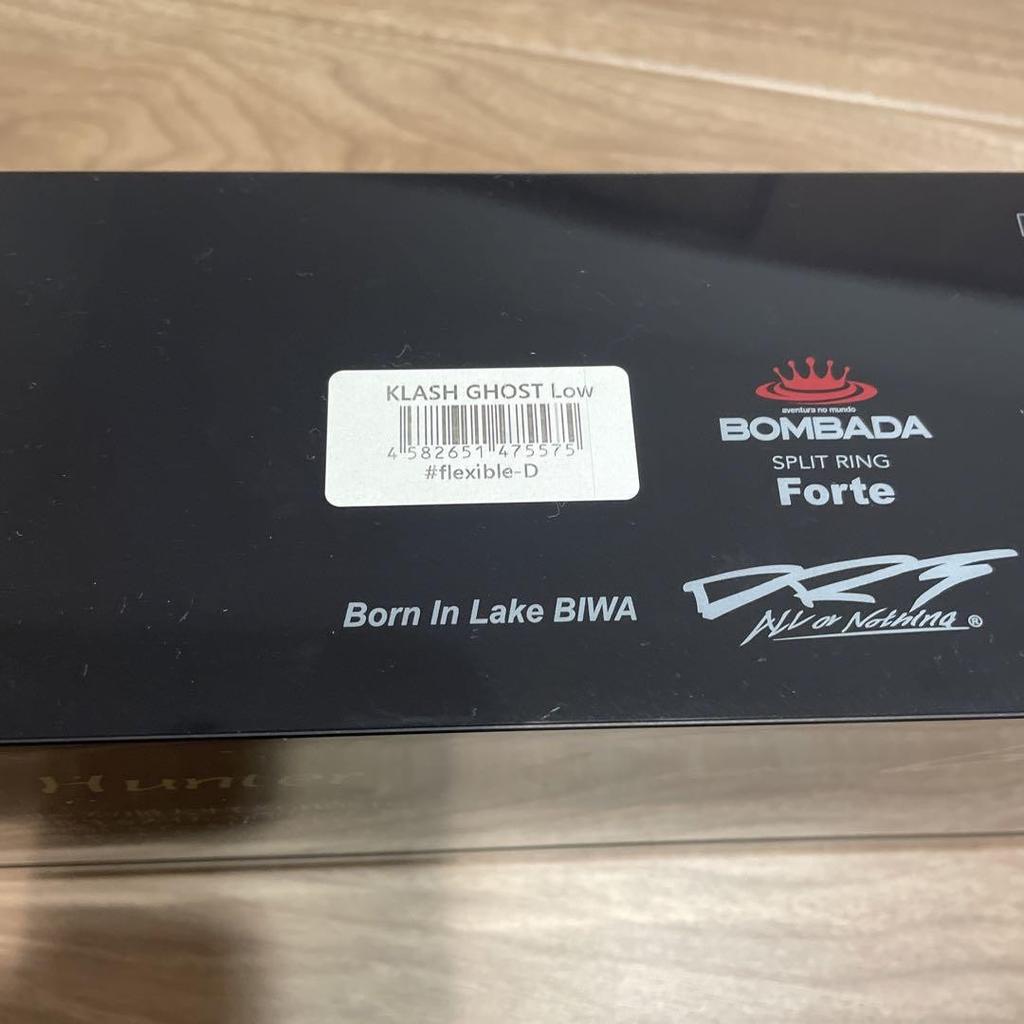 KLASH GHOST Low
4 582651 475575
#flexible-D
aventura no mundo
BOMBADA
SPLIT RING
Forte
Born In Lake BIWA
DRT
All or Nothing ®
Hunter